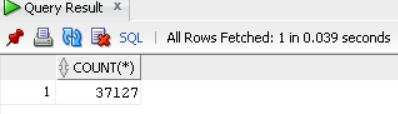 Query Result x
SQL | All Rows Fetched: 1 in 0.039 seconds
COUNT(*)
1 37127